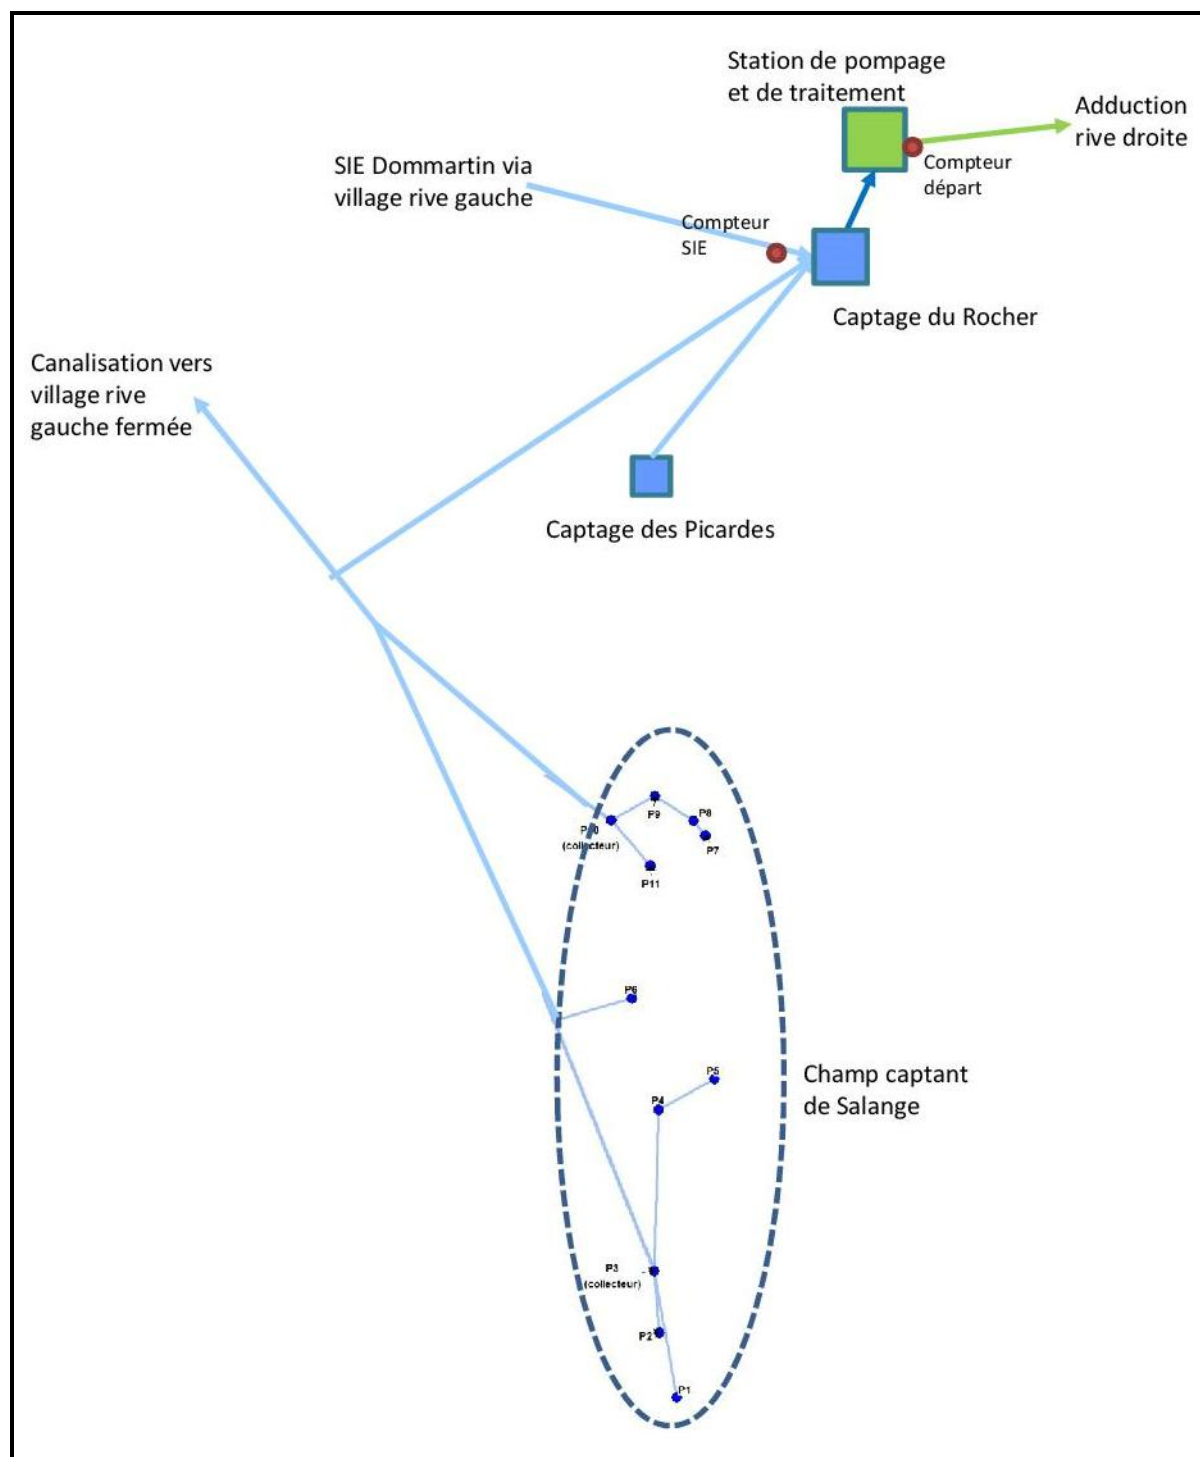 Station de pompage
et de traitement
Adduction
rive droite
Compteur
départ
SIE Dommartin via
village rive gauche
Compteur
SIE
Captage du Rocher
Canalisation vers
village rive
gauche fermée
Captage des Picardes
P9
P8
P7
(collecteur)
P11
P6
P5
P4
Champ captant
de Salange
P3
(collecteur)
P2
P1